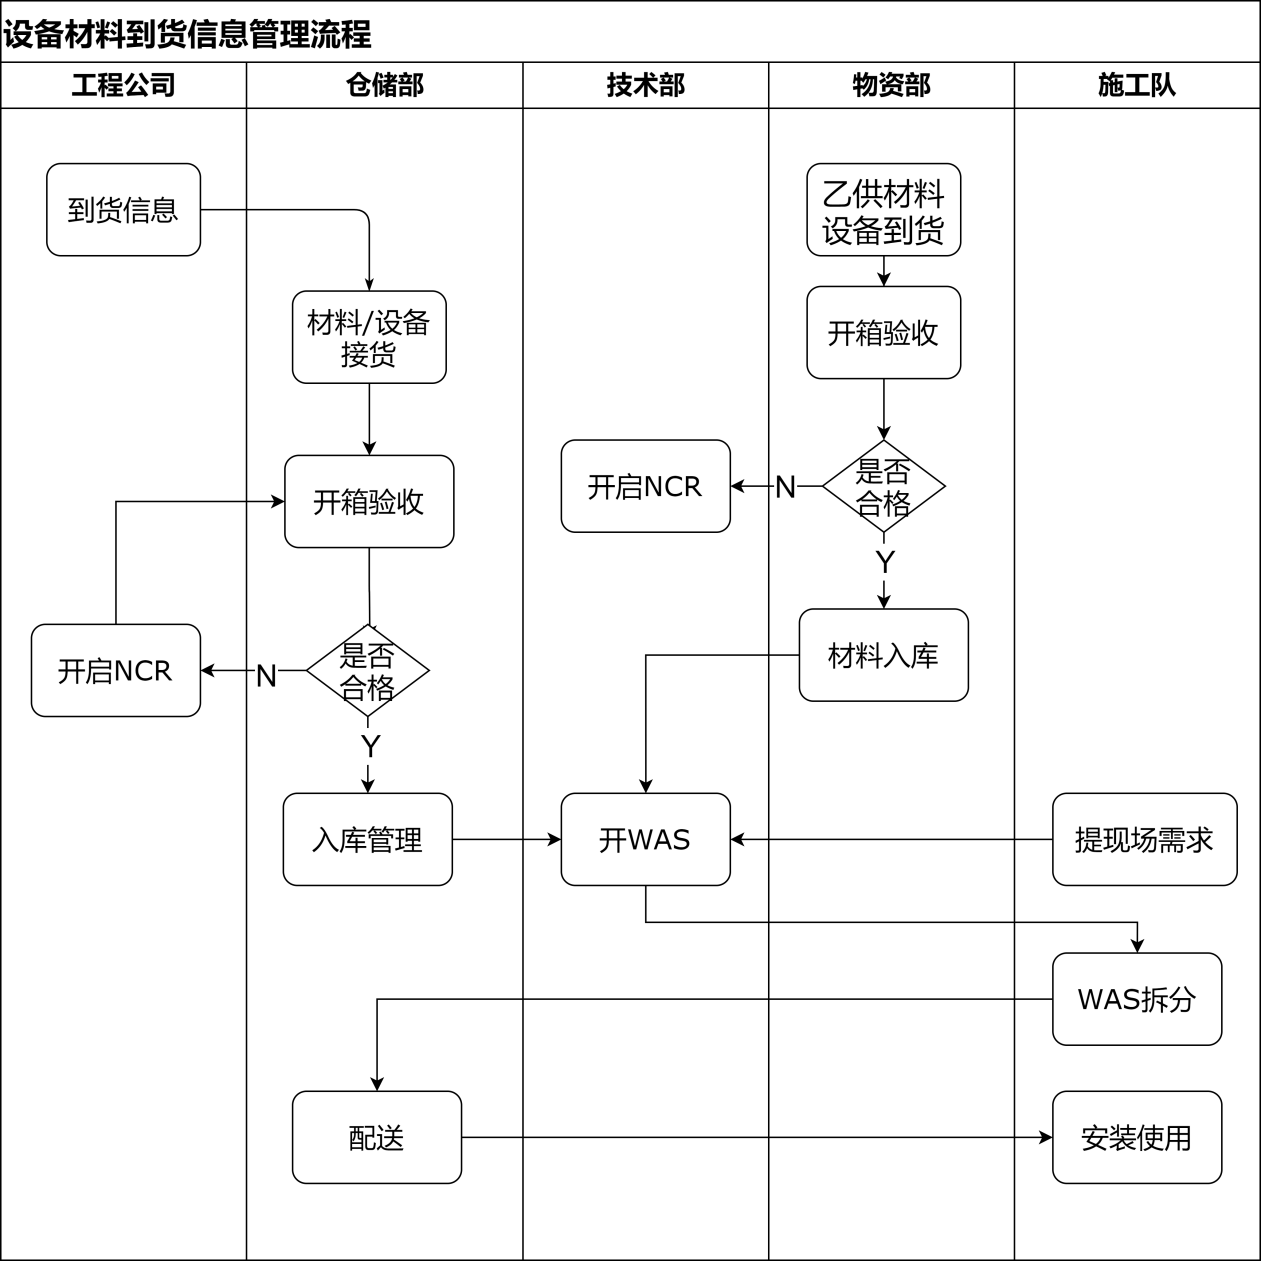 设备材料到货信息管理流程
工程公司
仓储部
技术部
物资部
施工队
到货信息
乙供材料
设备到货
材料/设备
接货
开箱验收
开箱验收
开启NCR
N
是否
合格
Y
开启NCR
N
是否
合格
Y
材料入库
入库管理
开WAS
提现场需求
WAS拆分
配送
安装使用